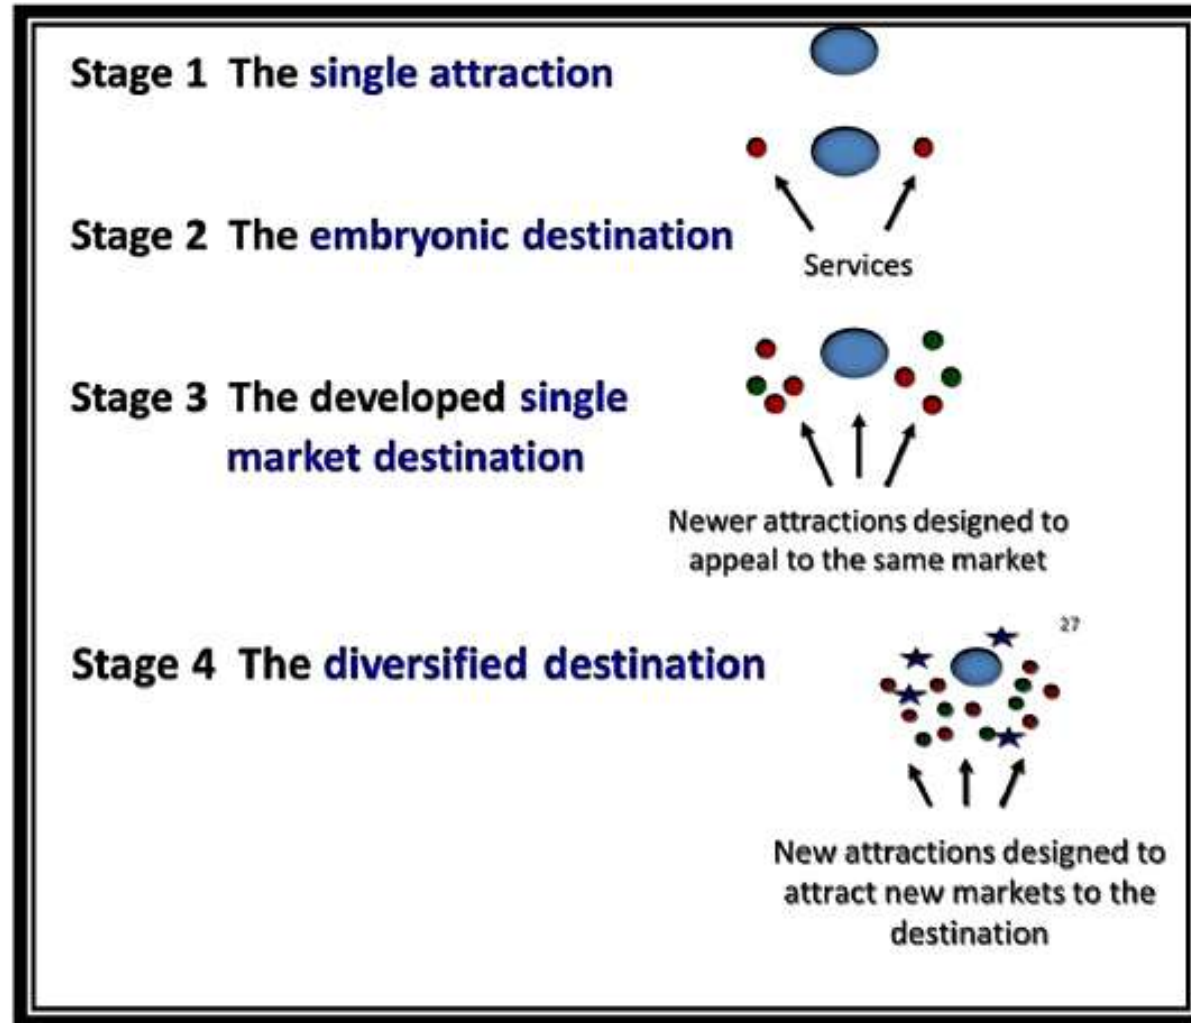 Stage 1 The single attraction
Stage 2 The embryonic destination
Services
Stage 3 The developed single
market destination
Newer attractions designed to
appeal to the same market
27
Stage 4 The diversified destination
New attractions designed to
attract new markets to the
destination